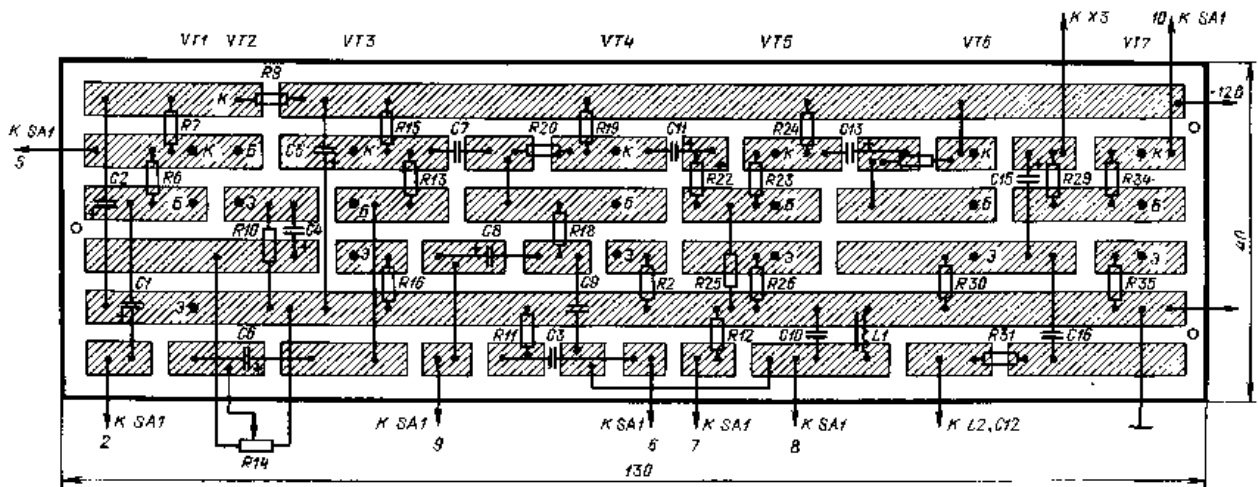 VT1 VT2 VT3 VT4 VT5 VT6 К Х3 10 К SA1 VT7
R9
К
-12В
R7 R15 C7 R20 R19 C11 R24 C13
К SA1
5
К Б C5 К К К К
C2 R6 R13 R22 R23 C15 R29 R34
Б Э Б Б Б Б
R10 C4 R18
C8
Э Э Э Э Э
C1 Э R16 C9 R2 R25 R26 R30 R35
40
R11 R12 C10 L1 R31 C16
C6 C3
К SA1 К SA1 К SA1 К SA1 К SA1 К L2, C12
2 9 6 7 8
R14
130